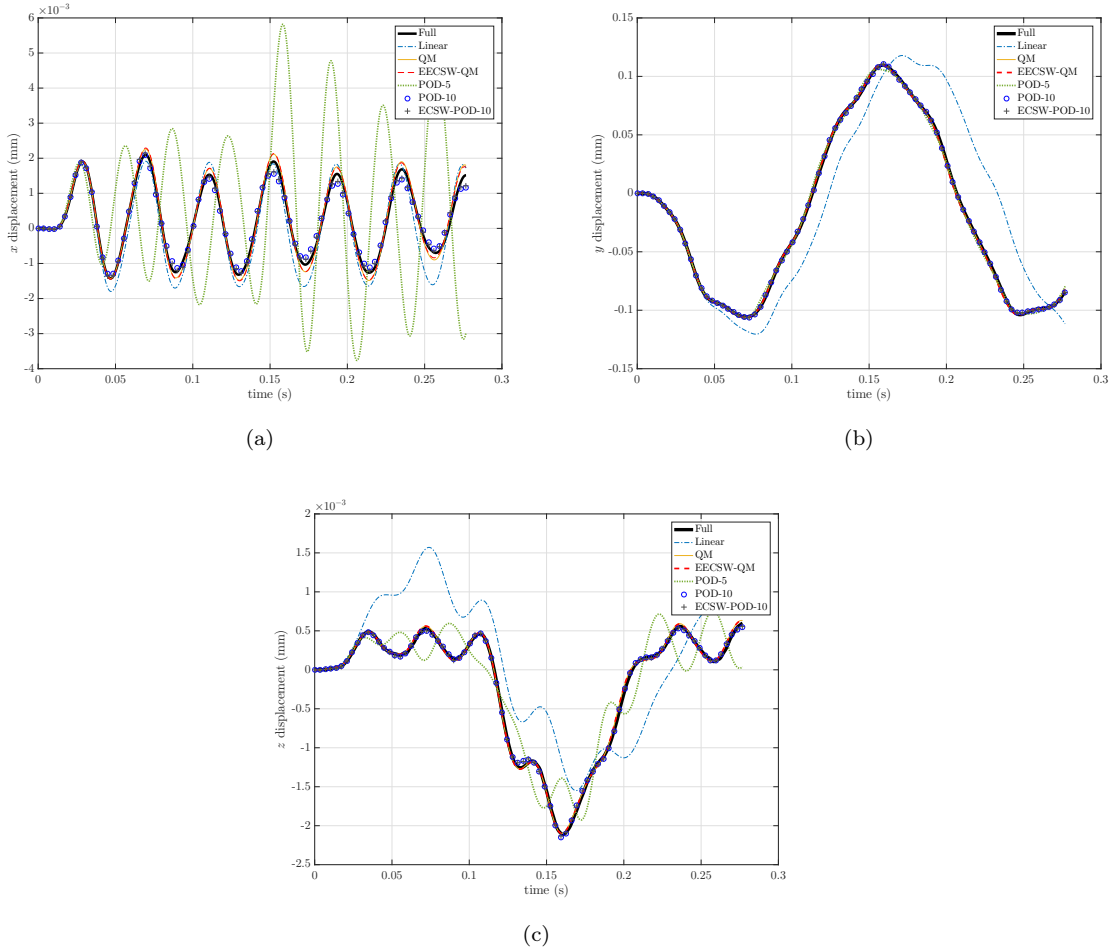 ×10⁻³
6
5
4
3
2
1
0
-1
-2
-3
-4
x displacement (mm)
0 0.05 0.1 0.15 0.2 0.25 0.3
time (s)
Full
Linear
QM
EECSW-QM
POD-5
POD-10
ECSW-POD-10
(a)
0.15
0.1
0.05
0
-0.05
-0.1
-0.15
y displacement (mm)
0 0.05 0.1 0.15 0.2 0.25 0.3
time (s)
Full
Linear
QM
EECSW-QM
POD-5
POD-10
ECSW-POD-10
(b)
×10⁻³
2
1.5
1
0.5
0
-0.5
-1
-1.5
-2
-2.5
z displacement (mm)
0 0.05 0.1 0.15 0.2 0.25 0.3
time (s)
Full
Linear
QM
EECSW-QM
POD-5
POD-10
ECSW-POD-10
(c)